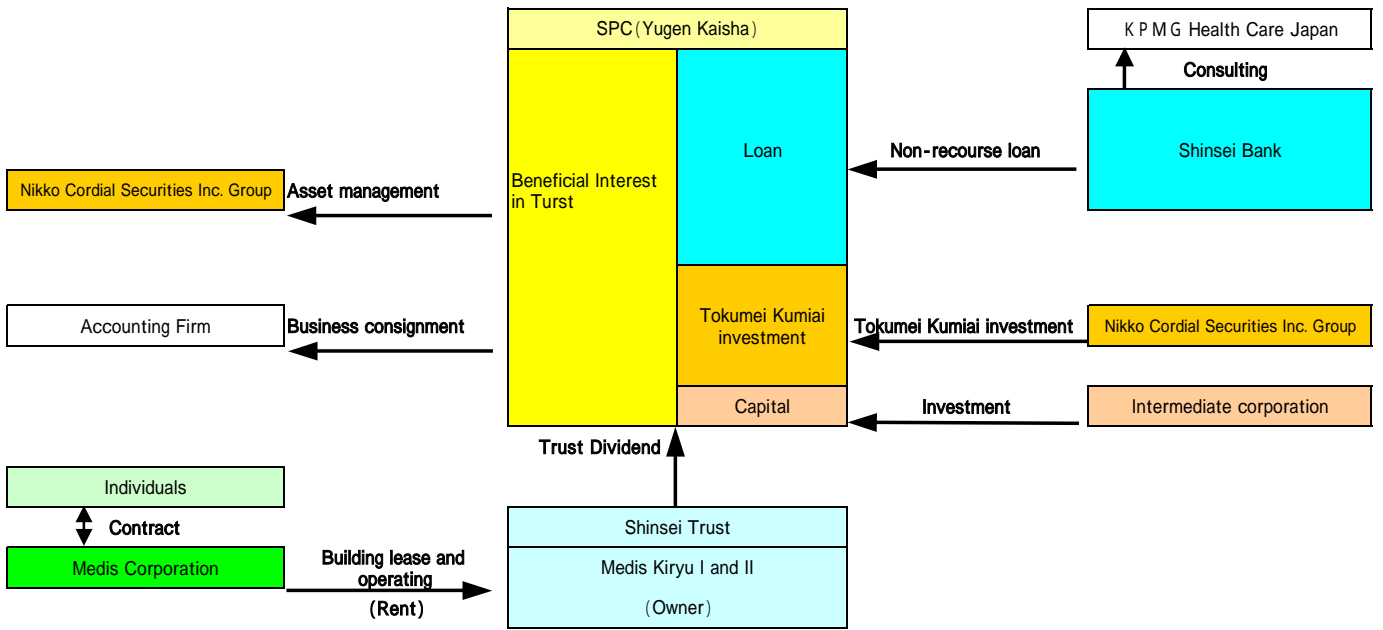 SPC(Yugen Kaisha)
KPMG Health Care Japan
Consulting
Loan
Non-recourse loan
Shinsei Bank
Beneficial Interest
in Turst
Nikko Cordial Securities Inc. Group
Asset management
Accounting Firm
Business consignment
Tokumei Kumiai
investment
Tokumei Kumiai investment
Nikko Cordial Securities Inc. Group
Capital
Investment
Intermediate corporation
Trust Dividend
Individuals
Contract
Medis Corporation
Building lease and
operating
(Rent)
Shinsei Trust
Medis Kiryu I and II
(Owner)